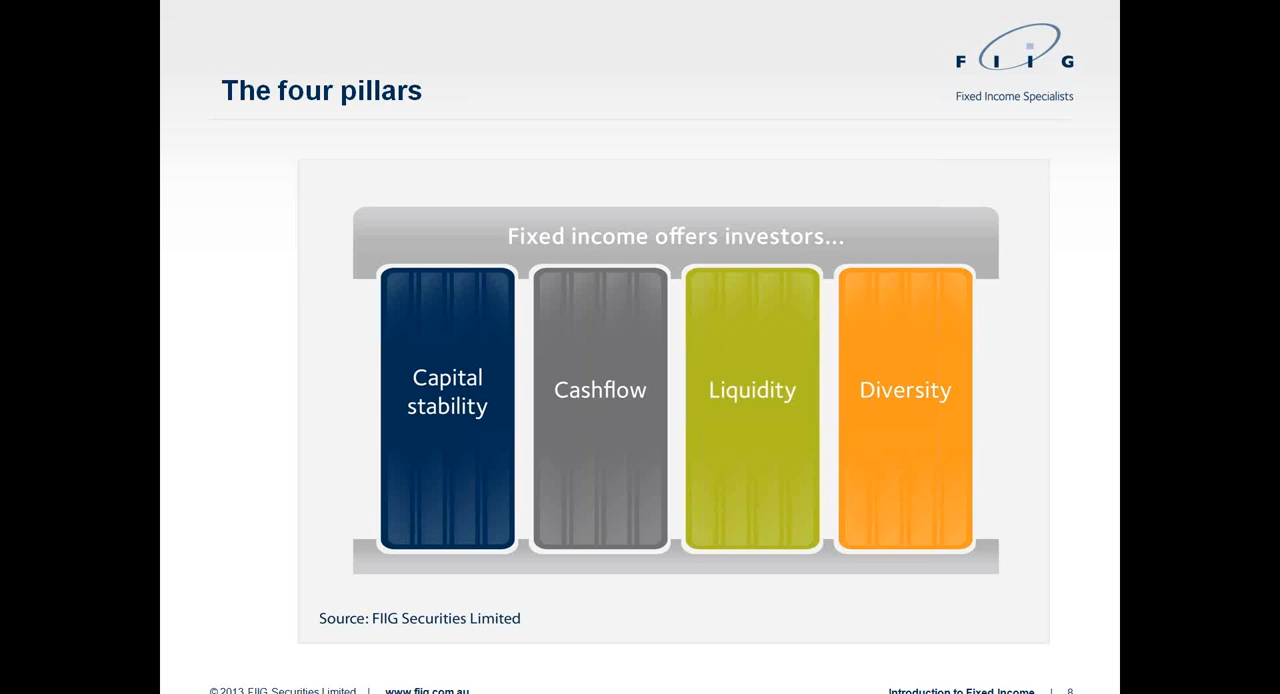 The four pillars
F I I G
Fixed Income Specialists
Fixed income offers investors...
Capital
stability
Cashflow
Liquidity
Diversity
Source: FIIG Securities Limited
© 2013 FIIG Securities Limited | www.fiig.com.au
Introduction to Fixed Income | 8